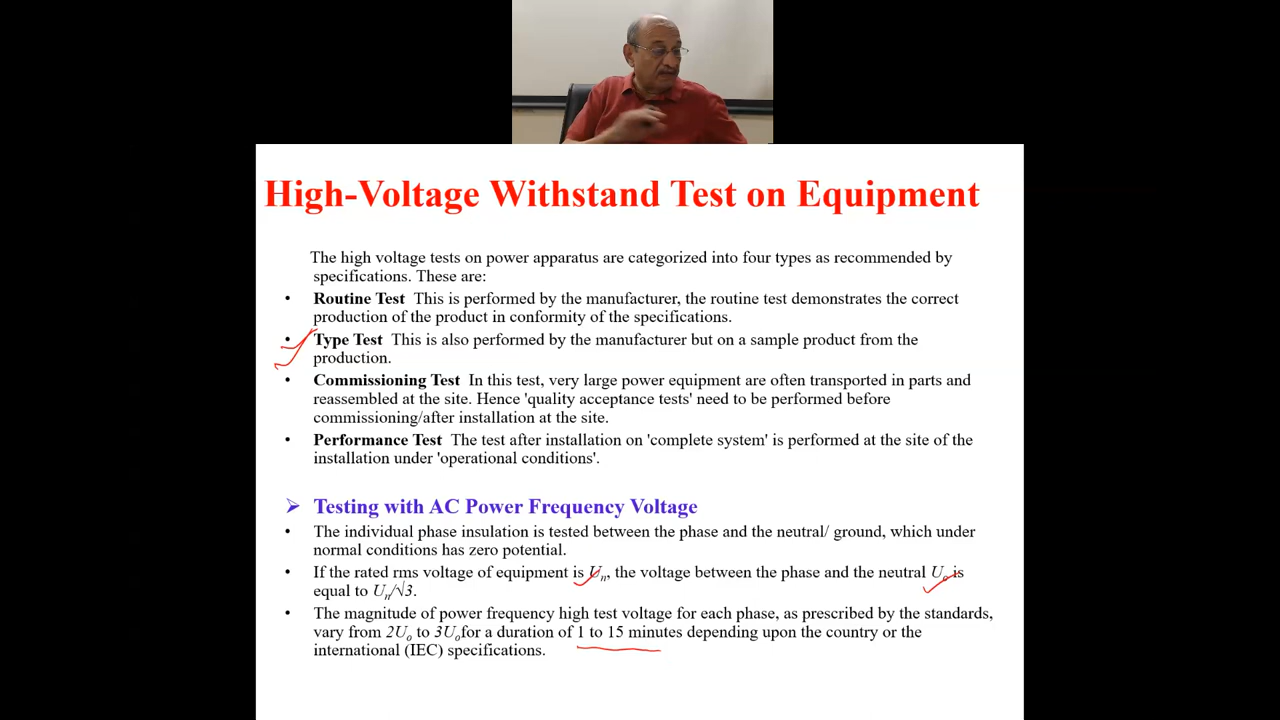 High-Voltage Withstand Test on Equipment
The high voltage tests on power apparatus are categorized into four types as recommended by
specifications. These are:
• Routine Test This is performed by the manufacturer, the routine test demonstrates the correct
production of the product in conformity of the specifications.
• Type Test This is also performed by the manufacturer but on a sample product from the
production.
• Commissioning Test In this test, very large power equipment are often transported in parts and
reassembled at the site. Hence 'quality acceptance tests' need to be performed before
commissioning/after installation at the site.
• Performance Test The test after installation on 'complete system' is performed at the site of the
installation under 'operational conditions'.
➢ Testing with AC Power Frequency Voltage
• The individual phase insulation is tested between the phase and the neutral/ ground, which under
normal conditions has zero potential.
• If the rated rms voltage of equipment is Uₙ, the voltage between the phase and the neutral Uₒ is
equal to Uₙ/√3.
• The magnitude of power frequency high test voltage for each phase, as prescribed by the standards,
vary from 2Uₒ to 3Uₒfor a duration of 1 to 15 minutes depending upon the country or the
international (IEC) specifications.